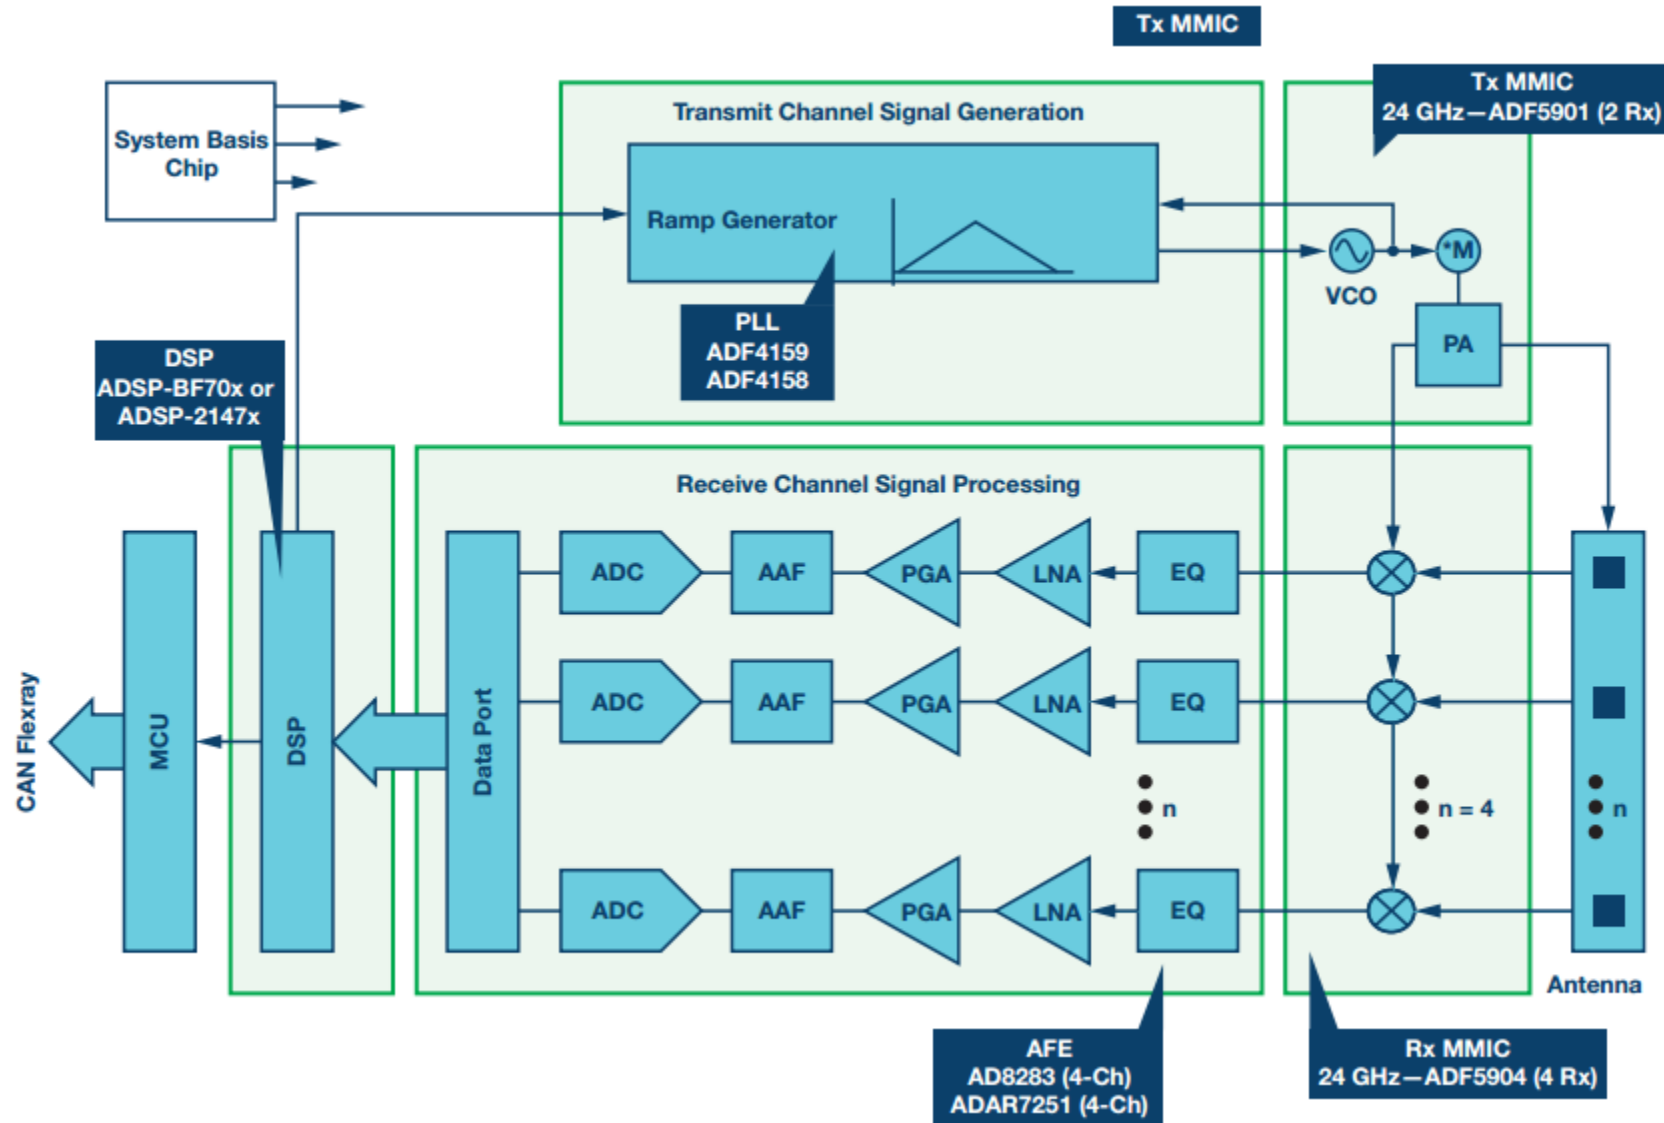 Tx MMIC
Tx MMIC
24 GHz—ADF5901 (2 Rx)
System Basis
Chip
Transmit Channel Signal Generation
Ramp Generator
*M
VCO
PA
PLL
ADF4159
ADF4158
DSP
ADSP-BF70x or
ADSP-2147x
Receive Channel Signal Processing
ADC
AAF
PGA
LNA
EQ
ADC
AAF
PGA
LNA
EQ
CAN Flexray
MCU
DSP
Data Port
n
n = 4
n
ADC
AAF
PGA
LNA
EQ
Antenna
AFE
AD8283 (4-Ch)
ADAR7251 (4-Ch)
Rx MMIC
24 GHz—ADF5904 (4 Rx)